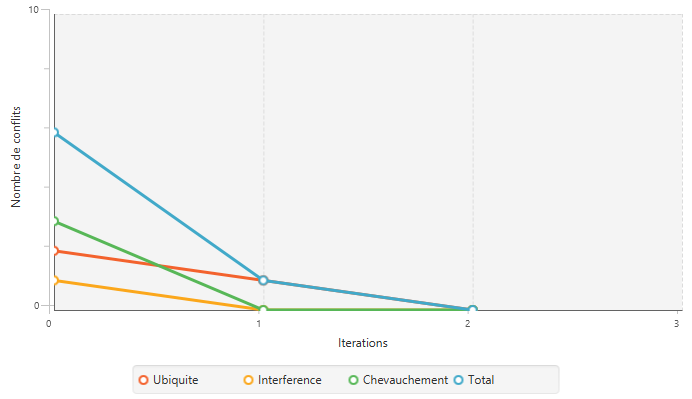 10
Nombre de conflits
0
0 1 2 3
Iterations
Ubiquite Interference Chevauchement Total